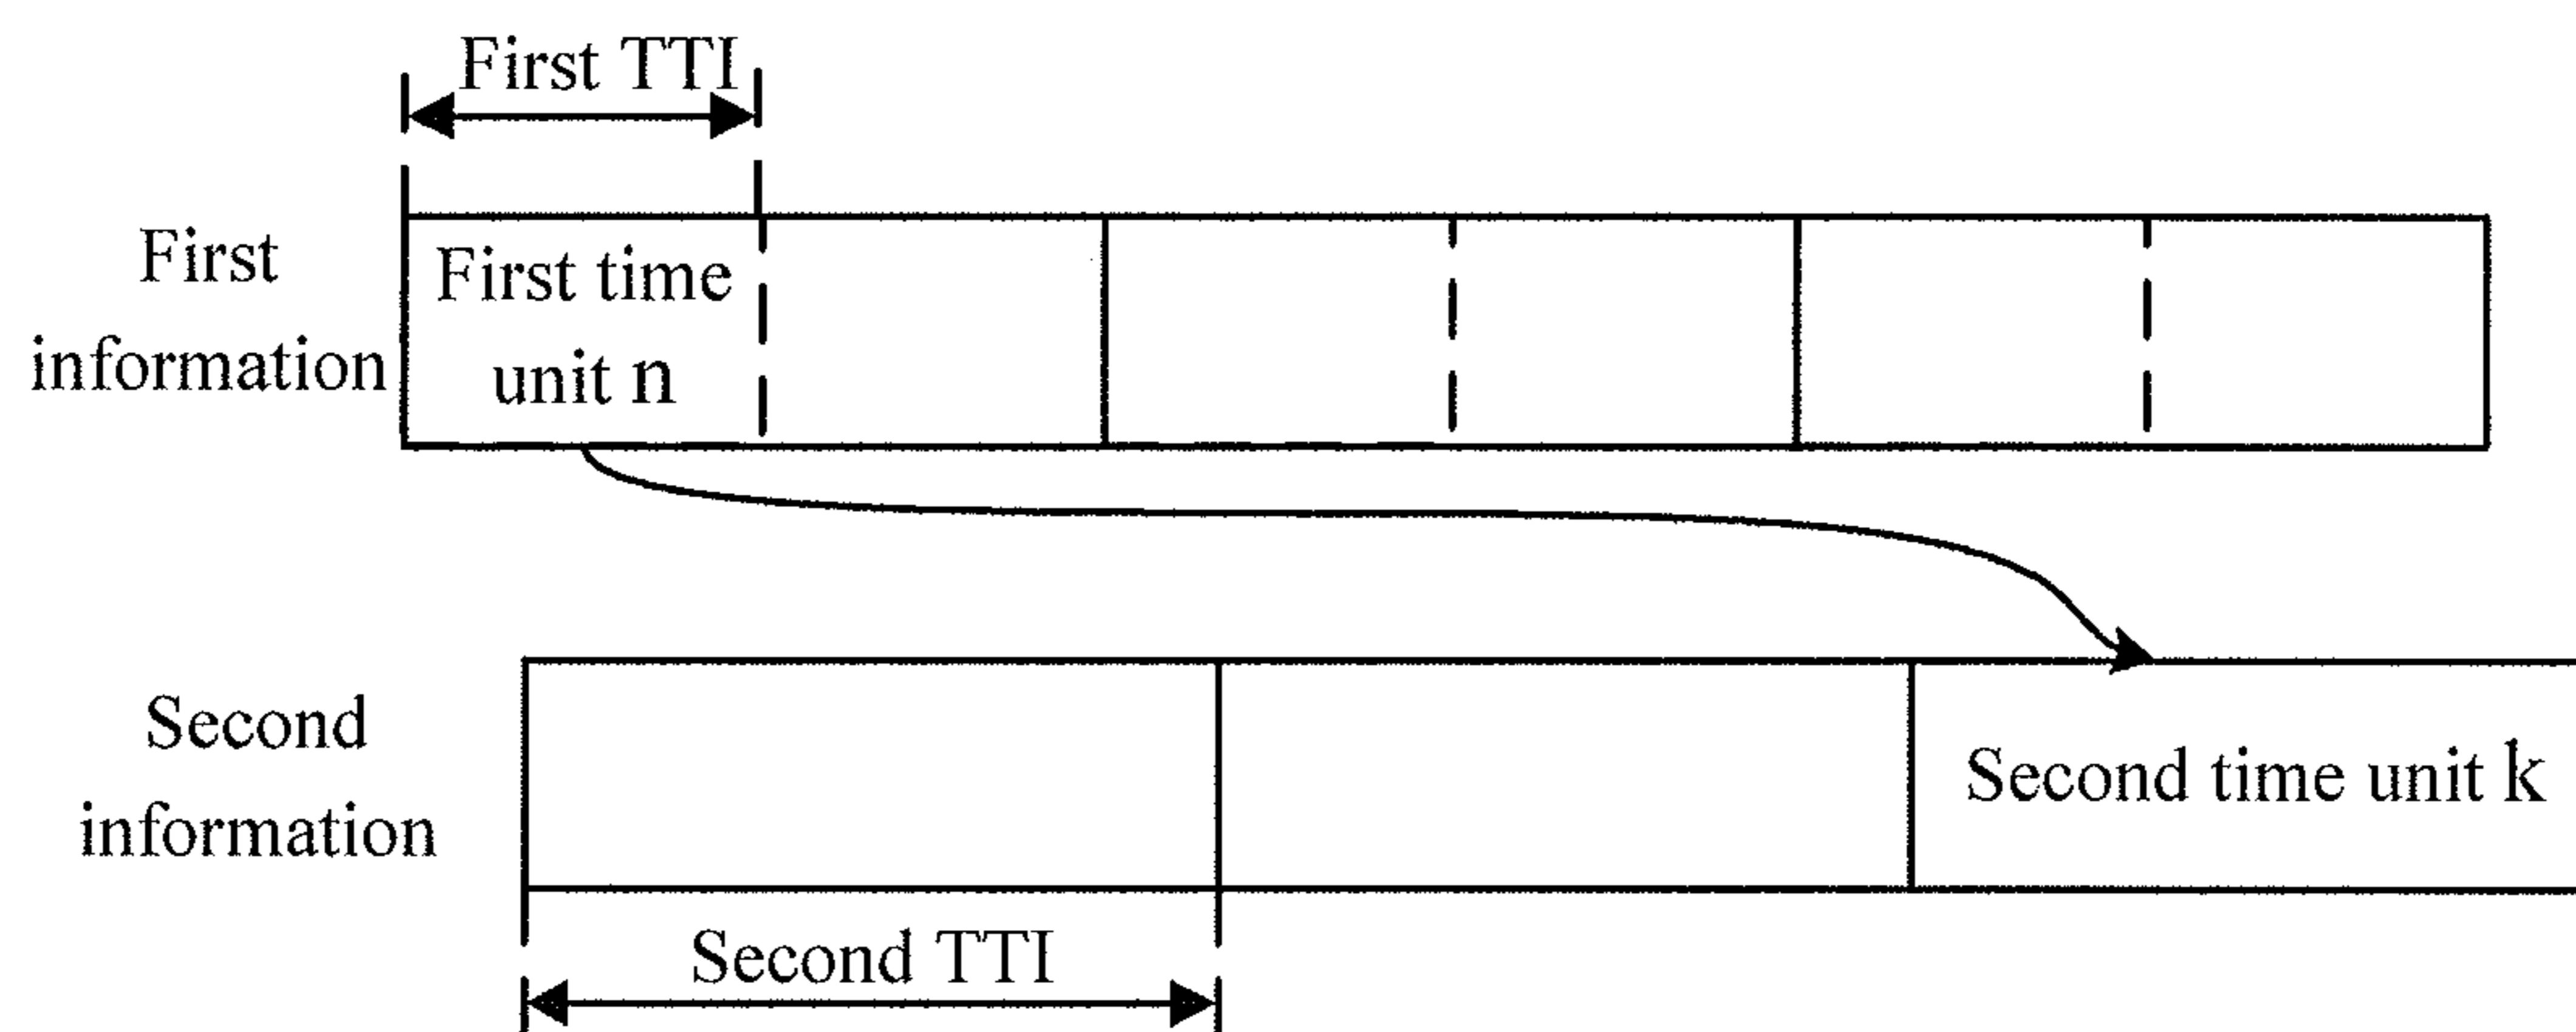 First TTI
First
information
First time
unit n
Second
information
Second time unit k
Second TTI